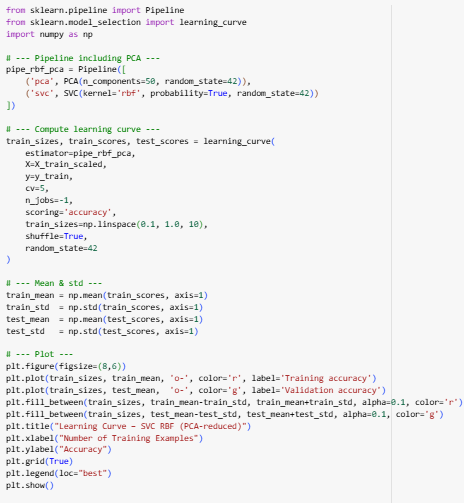 from sklearn.pipeline import Pipeline
from sklearn.model_selection import learning_curve
import numpy as np
# --- Pipeline including PCA ---
pipe_rbf_pca = Pipeline([
    ('pca', PCA(n_components=50, random_state=42)),
    ('svc', SVC(kernel='rbf', probability=True, random_state=42))
])
# --- Compute learning curve ---
train_sizes, train_scores, test_scores = learning_curve(
    estimator=pipe_rbf_pca,
    X=X_train_scaled,
    y=y_train,
    cv=5,
    n_jobs=-1,
    scoring='accuracy',
    train_sizes=np.linspace(0.1, 1.0, 10),
    shuffle=True,
    random_state=42
)
# --- Mean & std ---
train_mean = np.mean(train_scores, axis=1)
train_std  = np.std(train_scores, axis=1)
test_mean  = np.mean(test_scores, axis=1)
test_std   = np.std(test_scores, axis=1)
# --- Plot ---
plt.figure(figsize=(8,6))
plt.plot(train_sizes, train_mean, 'o-', color='r', label='Training accuracy')
plt.plot(train_sizes, test_mean,  'o-', color='g', label='Validation accuracy')
plt.fill_between(train_sizes, train_mean-train_std, train_mean+train_std, alpha=0.1, color='r')
plt.fill_between(train_sizes, test_mean-test_std, test_mean+test_std, alpha=0.1, color='g')
plt.title("Learning Curve – SVC RBF (PCA-reduced)")
plt.xlabel("Number of Training Examples")
plt.ylabel("Accuracy")
plt.grid(True)
plt.legend(loc="best")
plt.show()